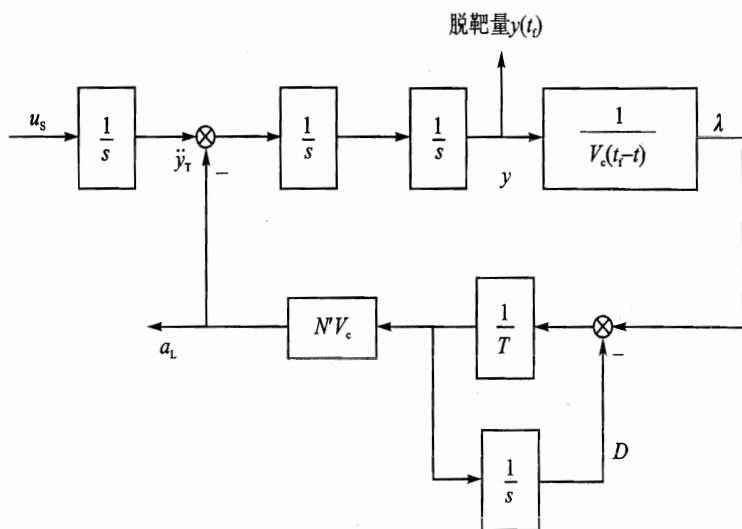 脱靶量y(t_f)
u_S
1/s
ÿ_T
−
1/s
1/s
y
1/(V_c(t_f−t))
λ
a_L
N'V_c
1/T
−
1/s
D